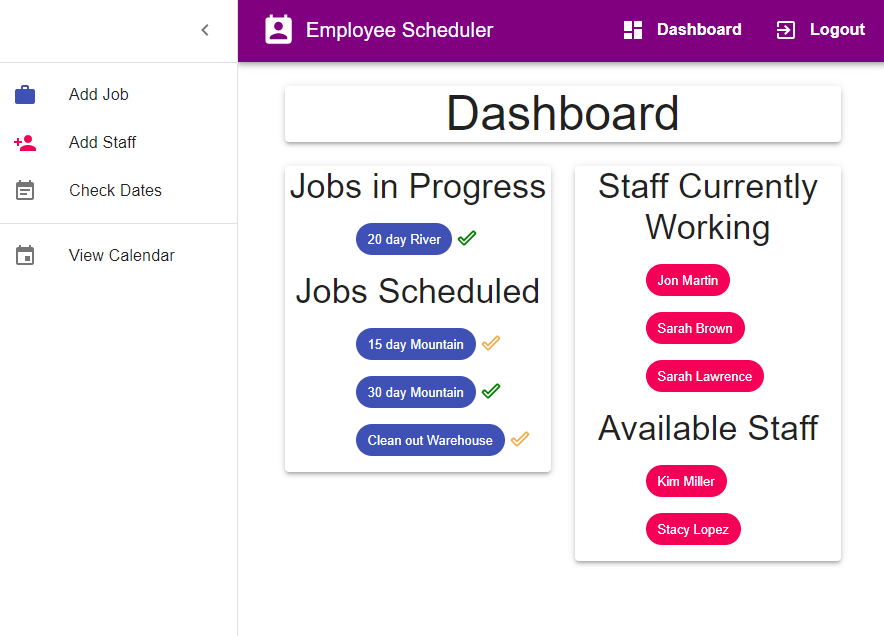 Employee Scheduler
Dashboard
Logout
Add Job
Add Staff
Check Dates
View Calendar
Dashboard
Jobs in Progress
20 day River
Jobs Scheduled
15 day Mountain
30 day Mountain
Clean out Warehouse
Staff Currently
Working
Jon Martin
Sarah Brown
Sarah Lawrence
Available Staff
Kim Miller
Stacy Lopez